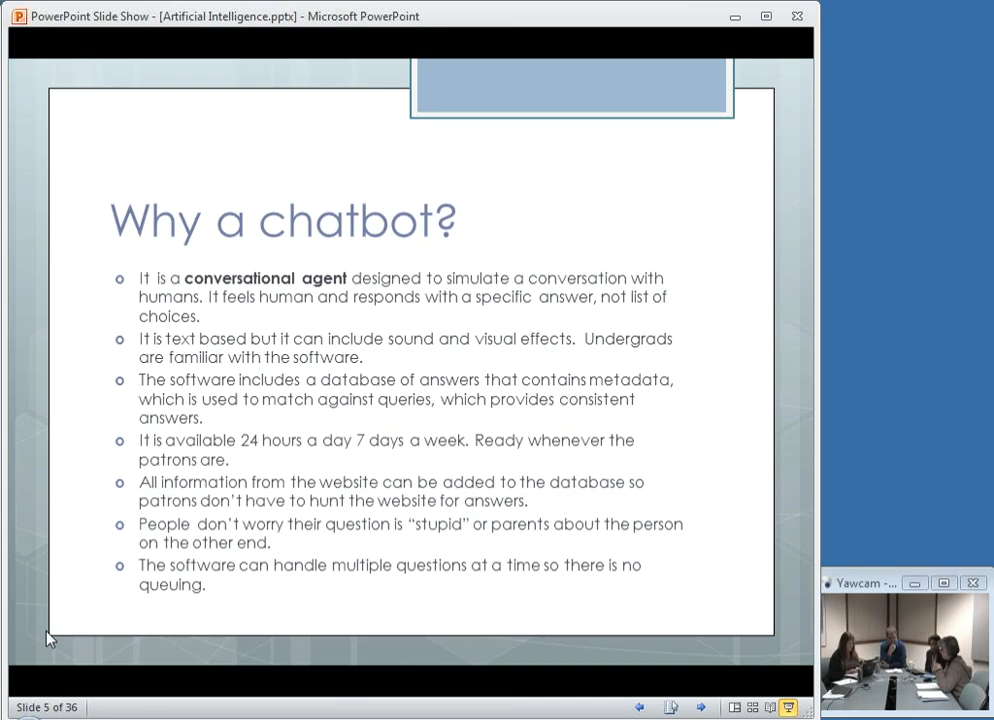 PowerPoint Slide Show - [Artificial Intelligence.pptx] - Microsoft PowerPoint
Why a chatbot?
It is a conversational agent designed to simulate a conversation with
humans. It feels human and responds with a specific answer, not list of
choices.
It is text based but it can include sound and visual effects. Undergrads
are familiar with the software.
The software includes a database of answers that contains metadata,
which is used to match against queries, which provides consistent
answers.
It is available 24 hours a day 7 days a week. Ready whenever the
patrons are.
All information from the website can be added to the database so
patrons don't have to hunt the website for answers.
People don't worry their question is “stupid” or parents about the person
on the other end.
The software can handle multiple questions at a time so there is no
queuing.
Yawcam -...
Slide 5 of 36